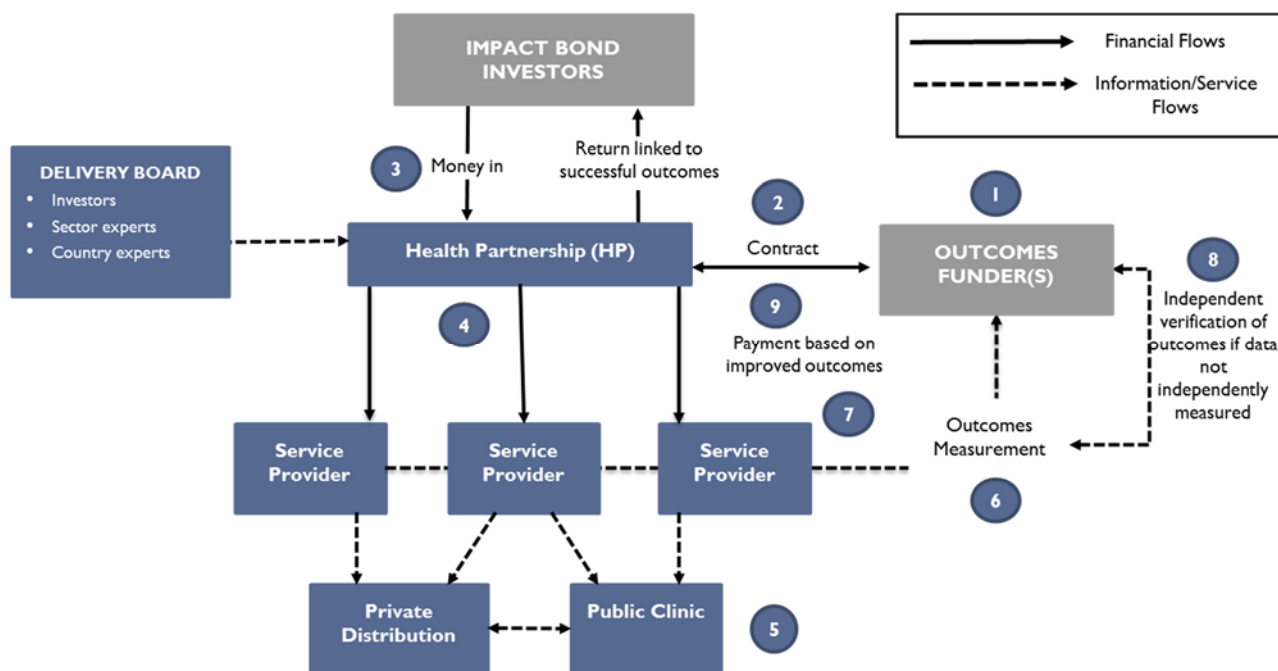 IMPACT BOND
INVESTORS
Financial Flows
Information/Service
Flows
3
Money in
Return linked to
successful outcomes
DELIVERY BOARD
• Investors
• Sector experts
• Country experts
2
1
Health Partnership (HP)
Contract
OUTCOMES
FUNDER(S)
8
Independent
verification of
outcomes if data
not
independently
measured
4
9
Payment based on
improved outcomes
7
Service
Provider
Service
Provider
Service
Provider
Outcomes
Measurement
6
Private
Distribution
Public Clinic
5